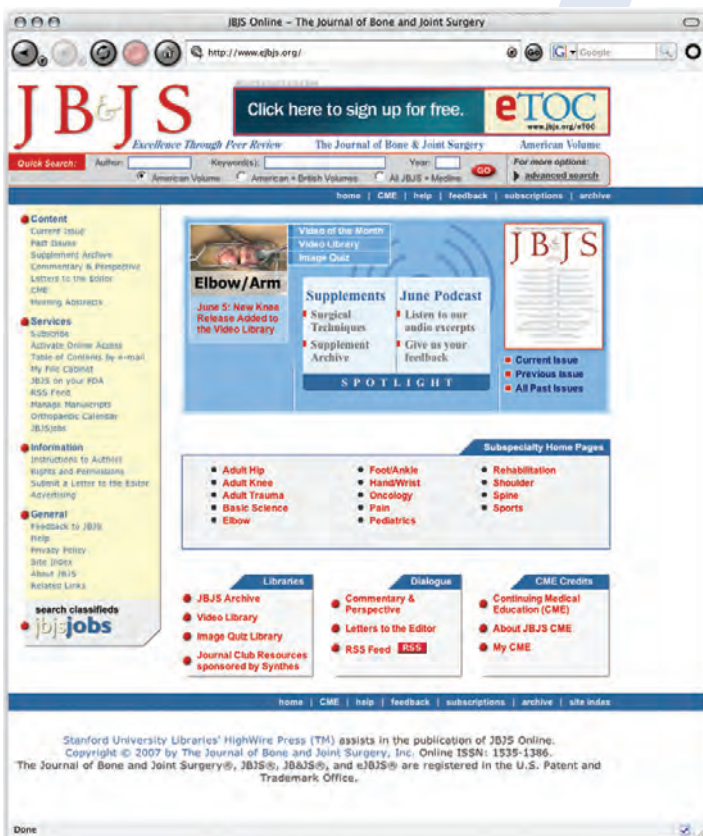 JBJS Online – The Journal of Bone and Joint Surgery
http://www.ejbjs.org/
Go
G
Google
JB&JS
Click here to sign up for free.
eTOC
www.jbjs.org/eTOC
Excellence Through Peer Review
The Journal of Bone & Joint Surgery
American Volume
Quick Search:
Author:
Keyword(s):
Year:
GO
American Volume
American + British Volumes
All JBJS + Medline
For more options:
advanced search
home | CME | help | feedback | subscriptions | archive
Content
Current Issue
Past Issues
Supplement Archive
Commentary & Perspective
Letters to the Editor
CME
Meeting Abstracts
Services
Subscribe
Activate Online Access
Table of Contents by e-mail
My File Cabinet
JBJS on your PDA
RSS Feed
Manage Manuscripts
Orthopaedic Calendar
JBJSjobs
Information
Instructions to Authors
Rights and Permissions
Submit a Letter to the Editor
Advertising
General
Feedback to JBJS
Help
Privacy Policy
Site Index
About JBJS
Related Links
search classifieds
jbjsjobs
Elbow/Arm
June 5: New Knee
Release Added to
the Video Library
Video of the Month
Video Library
Image Quiz
Supplements
Surgical
Techniques
Supplement
Archive
June Podcast
Listen to our
audio excerpts
Give us your
feedback
SPOTLIGHT
JB&JS
Current Issue
Previous Issue
All Past Issues
Subspecialty Home Pages
Adult Hip
Adult Knee
Adult Trauma
Basic Science
Elbow
Foot/Ankle
Hand/Wrist
Oncology
Pain
Pediatrics
Rehabilitation
Shoulder
Spine
Sports
Libraries
JBJS Archive
Video Library
Image Quiz Library
Journal Club Resources
sponsored by Synthes
Dialogue
Commentary &
Perspective
Letters to the Editor
RSS Feed RSS
CME Credits
Continuing Medical
Education (CME)
About JBJS CME
My CME
home | CME | help | feedback | subscriptions | archive | site index
Stanford University Libraries' HighWire Press (TM) assists in the publication of JBJS Online.
Copyright © 2007 by The Journal of Bone and Joint Surgery, Inc. Online ISSN: 1535-1386.
The Journal of Bone and Joint Surgery®, JBJS®, JB&JS®, and eJBJS® are registered in the U.S. Patent and
Trademark Office.
Done